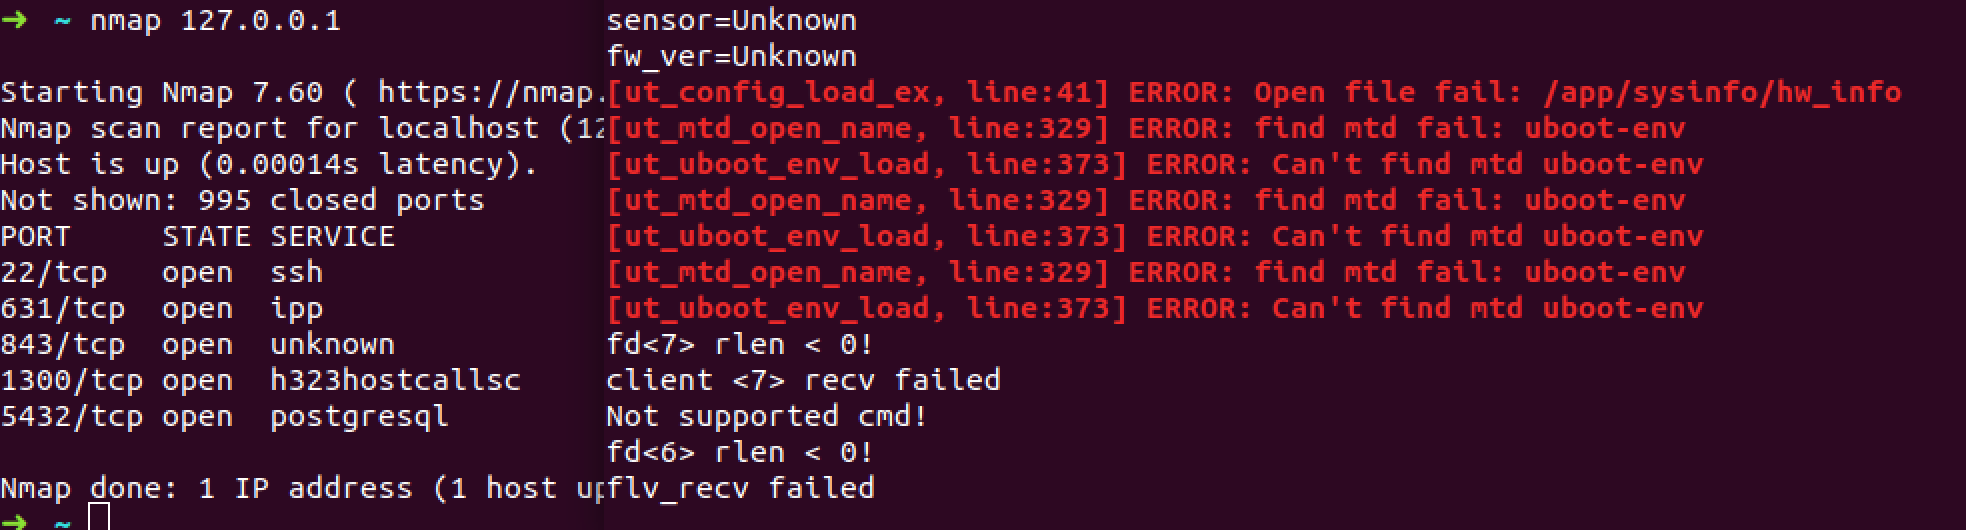 ➜ ~ nmap 127.0.0.1

Starting Nmap 7.60 ( https://nmap.
Nmap scan report for localhost (12
Host is up (0.00014s latency).
Not shown: 995 closed ports
PORT     STATE SERVICE
22/tcp   open  ssh
631/tcp  open  ipp
843/tcp  open  unknown
1300/tcp open  h323hostcallsc
5432/tcp open  postgresql

Nmap done: 1 IP address (1 host up
➜ ~
sensor=Unknown
fw_ver=Unknown
[ut_config_load_ex, line:41] ERROR: Open file fail: /app/sysinfo/hw_info
[ut_mtd_open_name, line:329] ERROR: find mtd fail: uboot-env
[ut_uboot_env_load, line:373] ERROR: Can't find mtd uboot-env
[ut_mtd_open_name, line:329] ERROR: find mtd fail: uboot-env
[ut_uboot_env_load, line:373] ERROR: Can't find mtd uboot-env
[ut_mtd_open_name, line:329] ERROR: find mtd fail: uboot-env
[ut_uboot_env_load, line:373] ERROR: Can't find mtd uboot-env
fd<7> rlen < 0!
client <7> recv failed
Not supported cmd!
fd<6> rlen < 0!
flv_recv failed